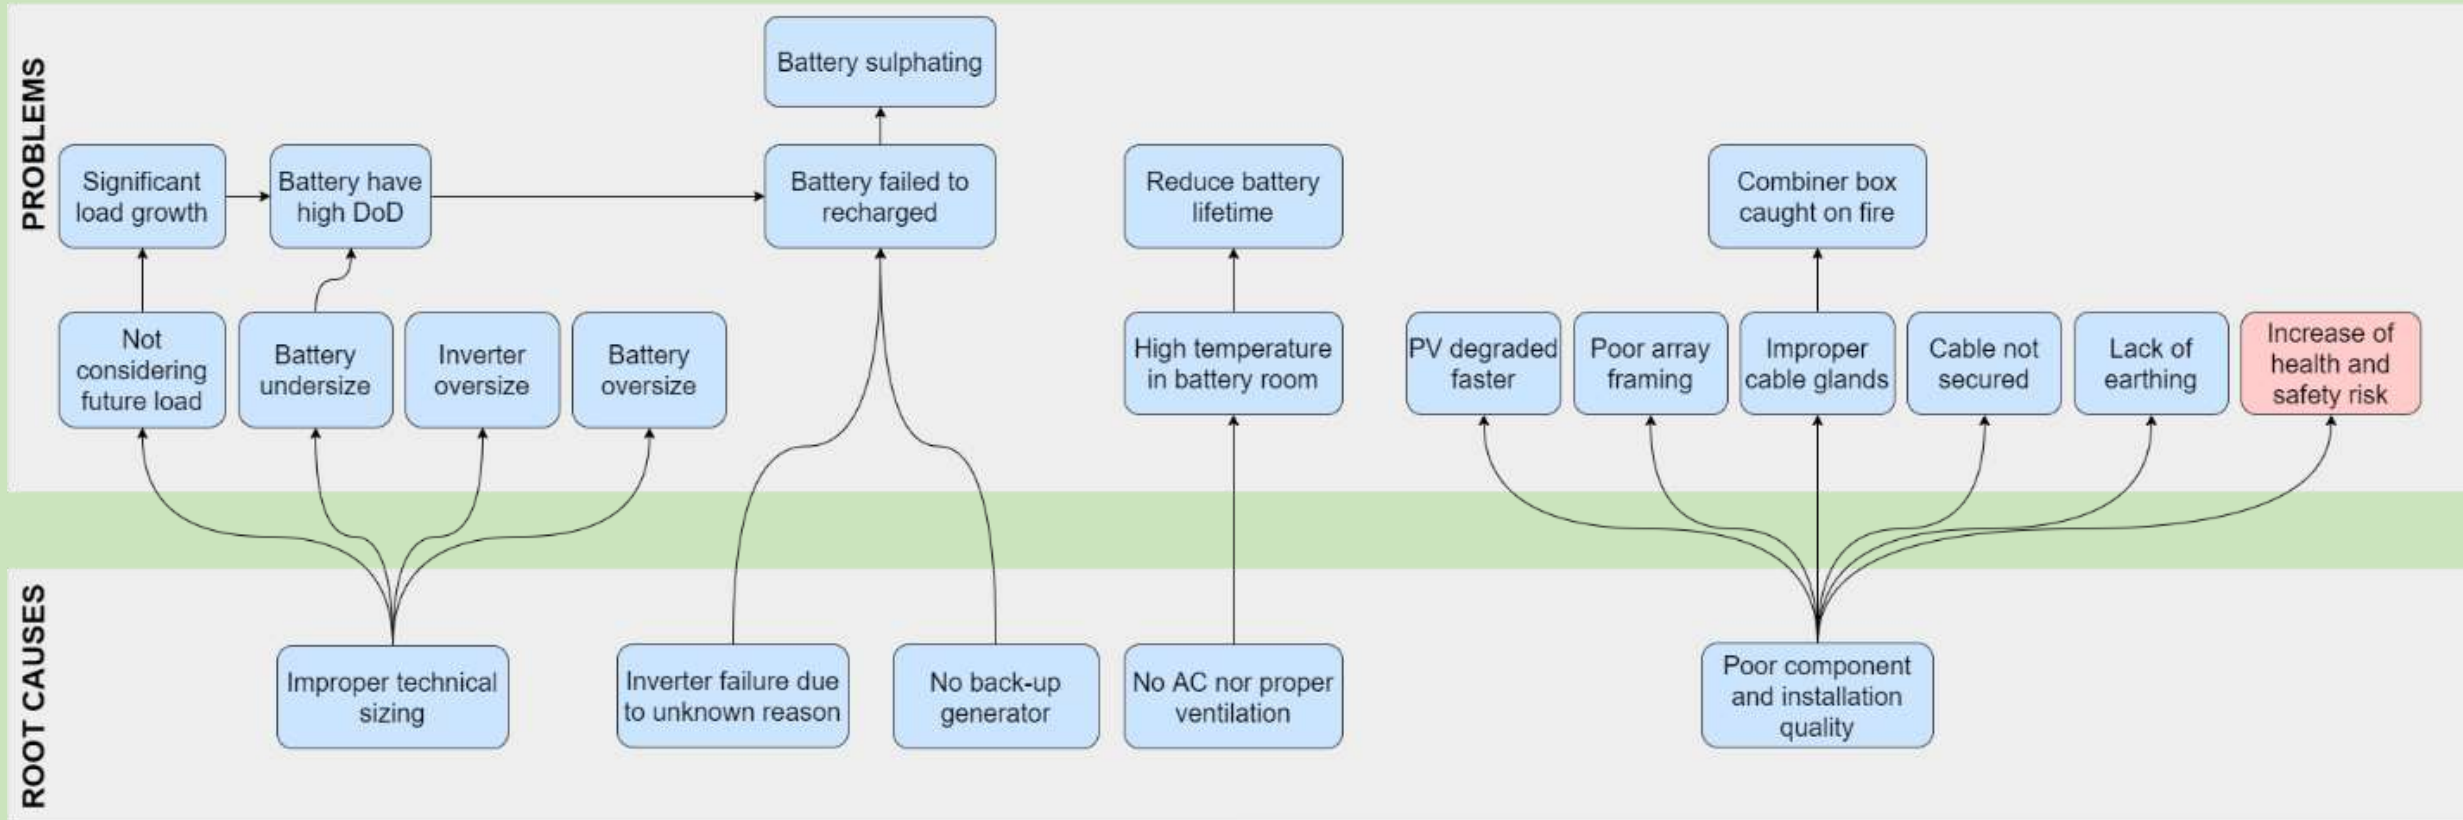 PROBLEMS
Battery sulphating
Significant
load growth
Battery have
high DoD
Battery failed to
recharged
Reduce battery
lifetime
Combiner box
caught on fire
Not
considering
future load
Battery
undersize
Inverter
oversize
Battery
oversize
High temperature
in battery room
PV degraded
faster
Poor array
framing
Improper
cable glands
Cable not
secured
Lack of
earthing
Increase of
health and
safety risk
ROOT CAUSES
Improper technical
sizing
Inverter failure due
to unknown reason
No back-up
generator
No AC nor proper
ventilation
Poor component
and installation
quality